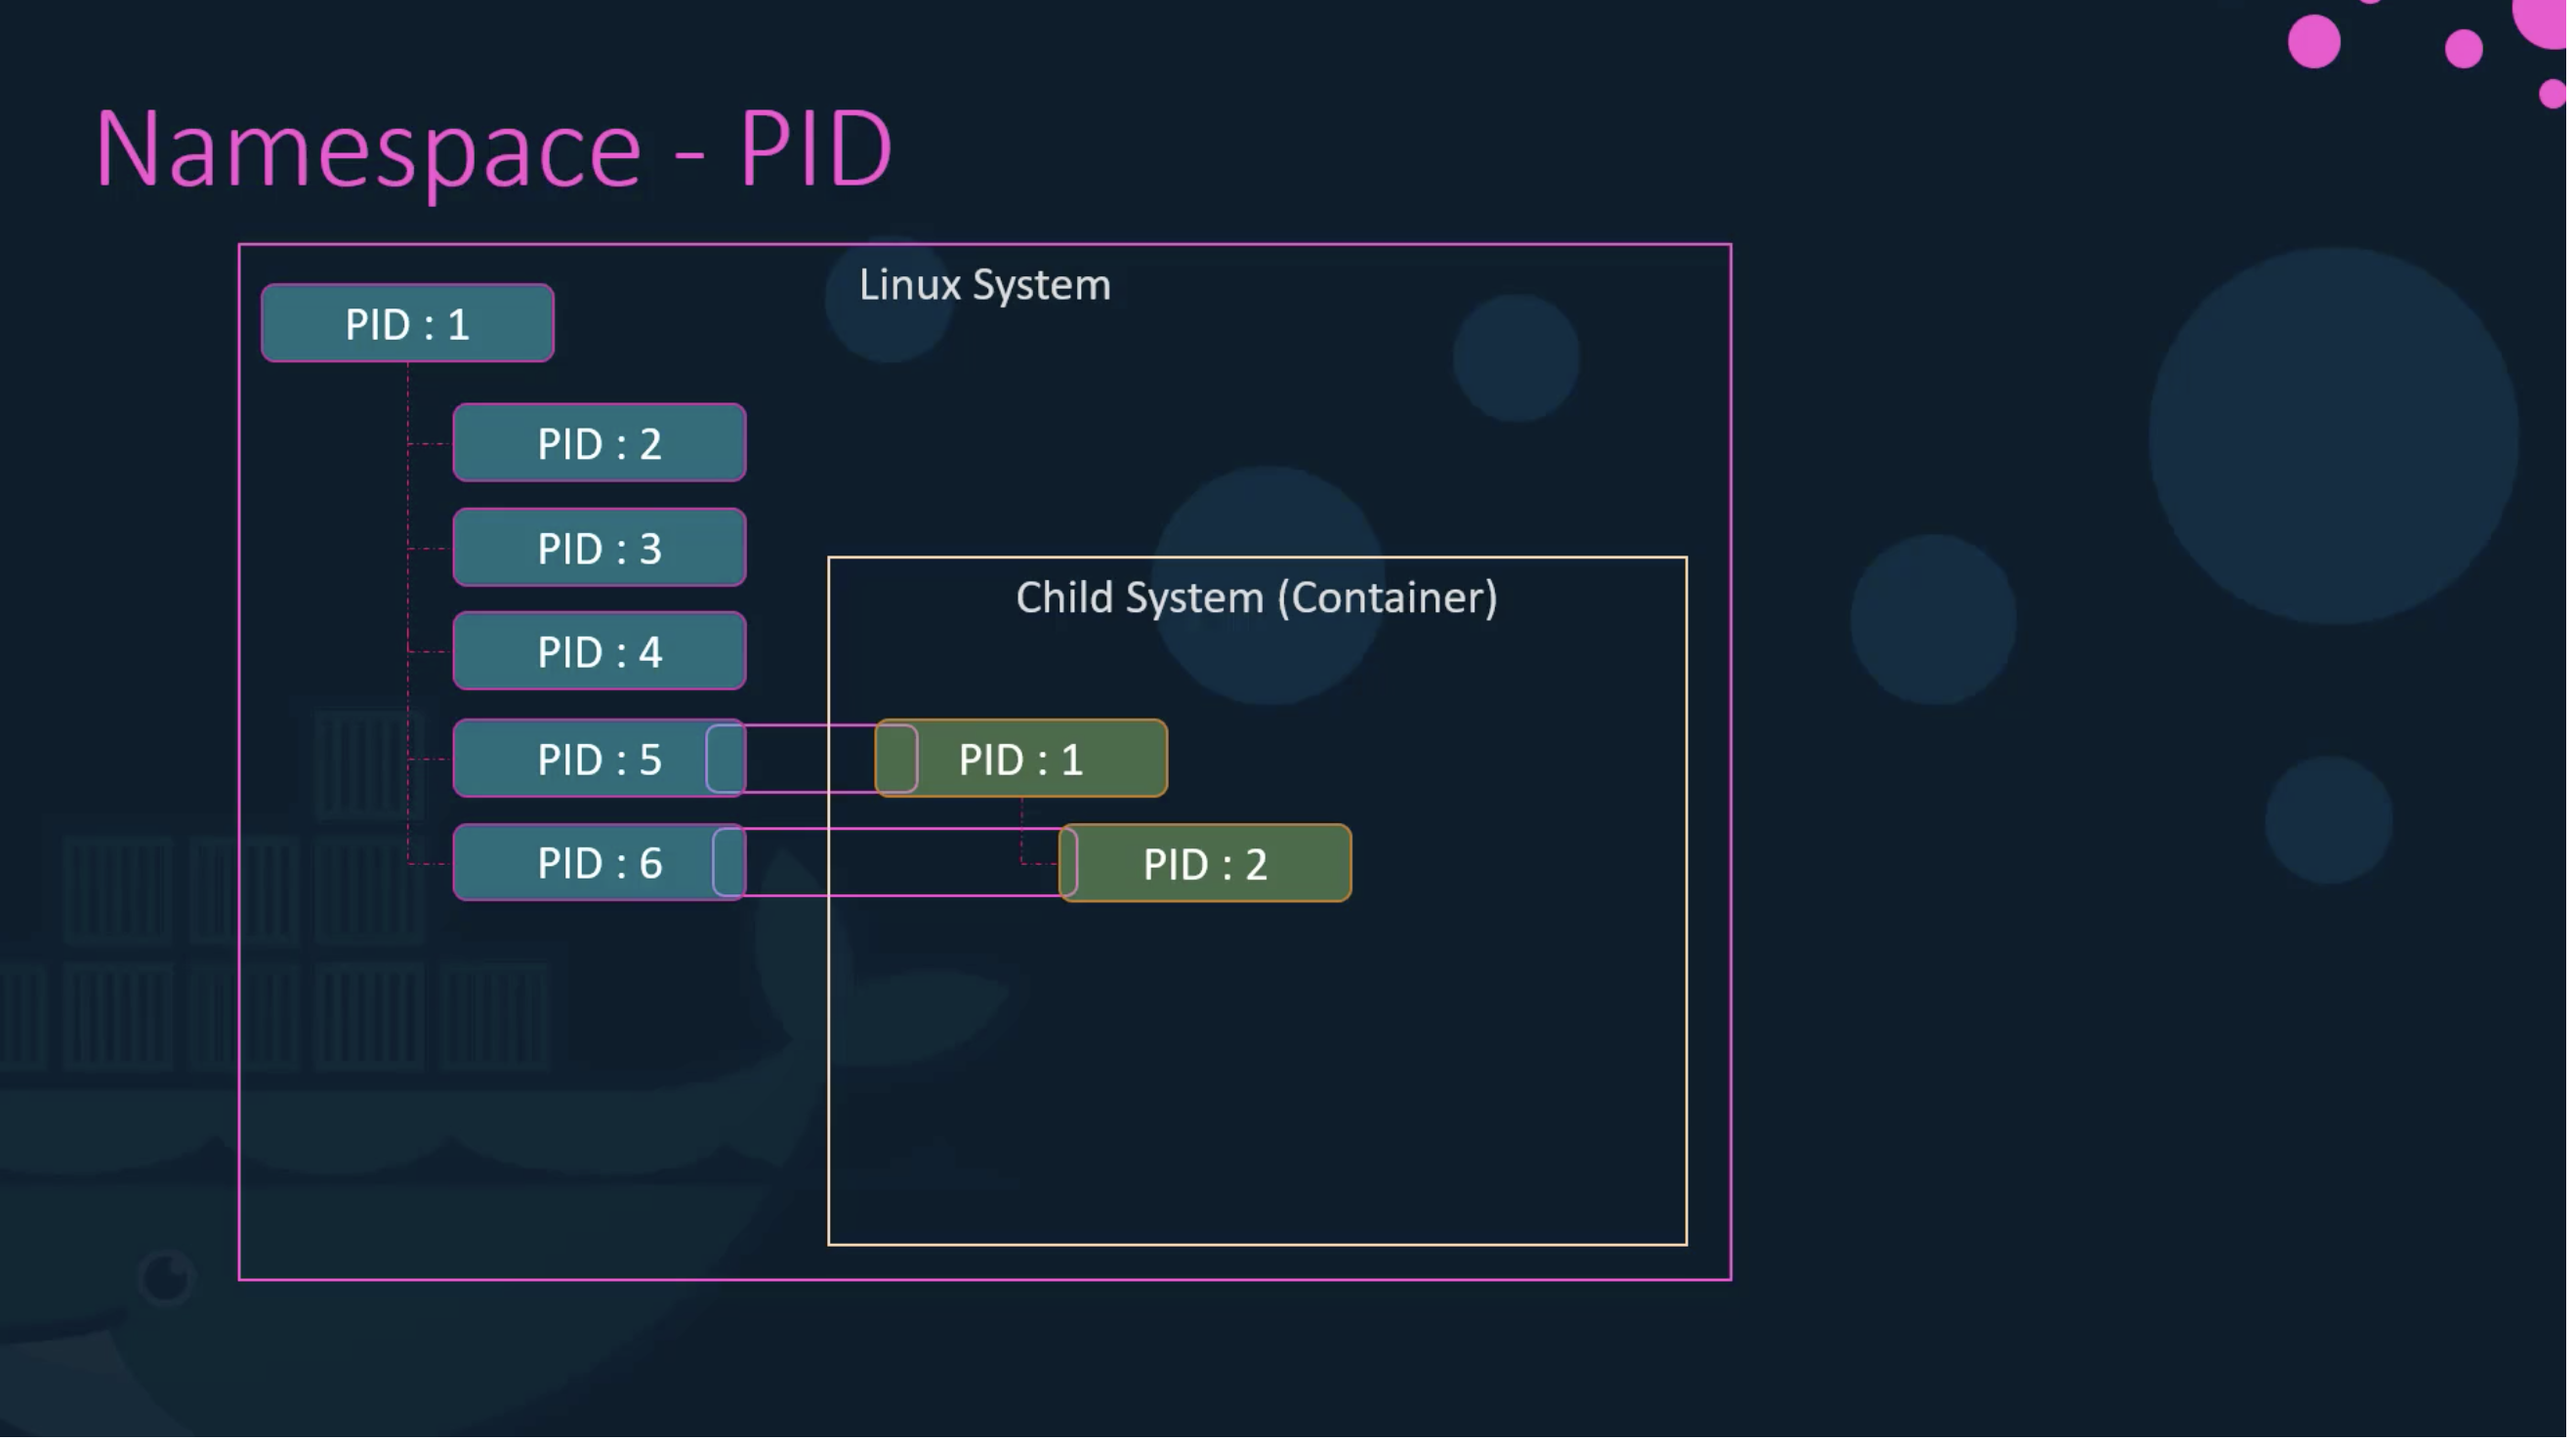 Namespace - PID
Linux System
PID : 1
PID : 2
PID : 3
PID : 4
Child System (Container)
PID : 5
PID : 1
PID : 6
PID : 2